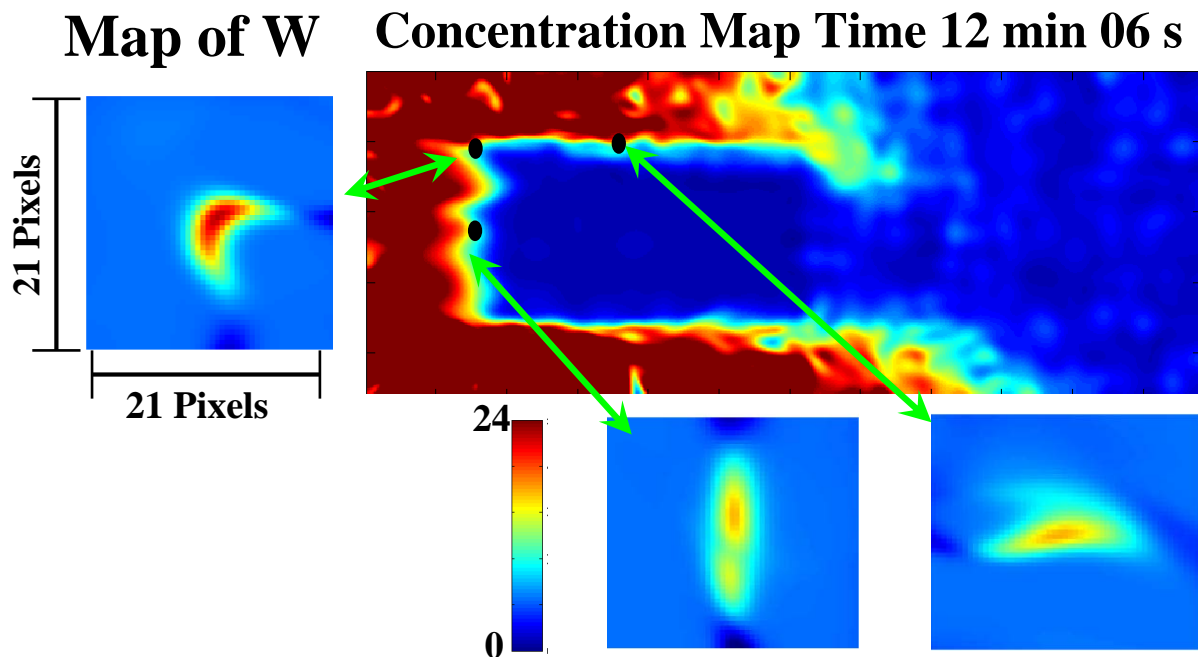 Map of W
Concentration Map Time 12 min 06 s
21 Pixels
21 Pixels
24
0